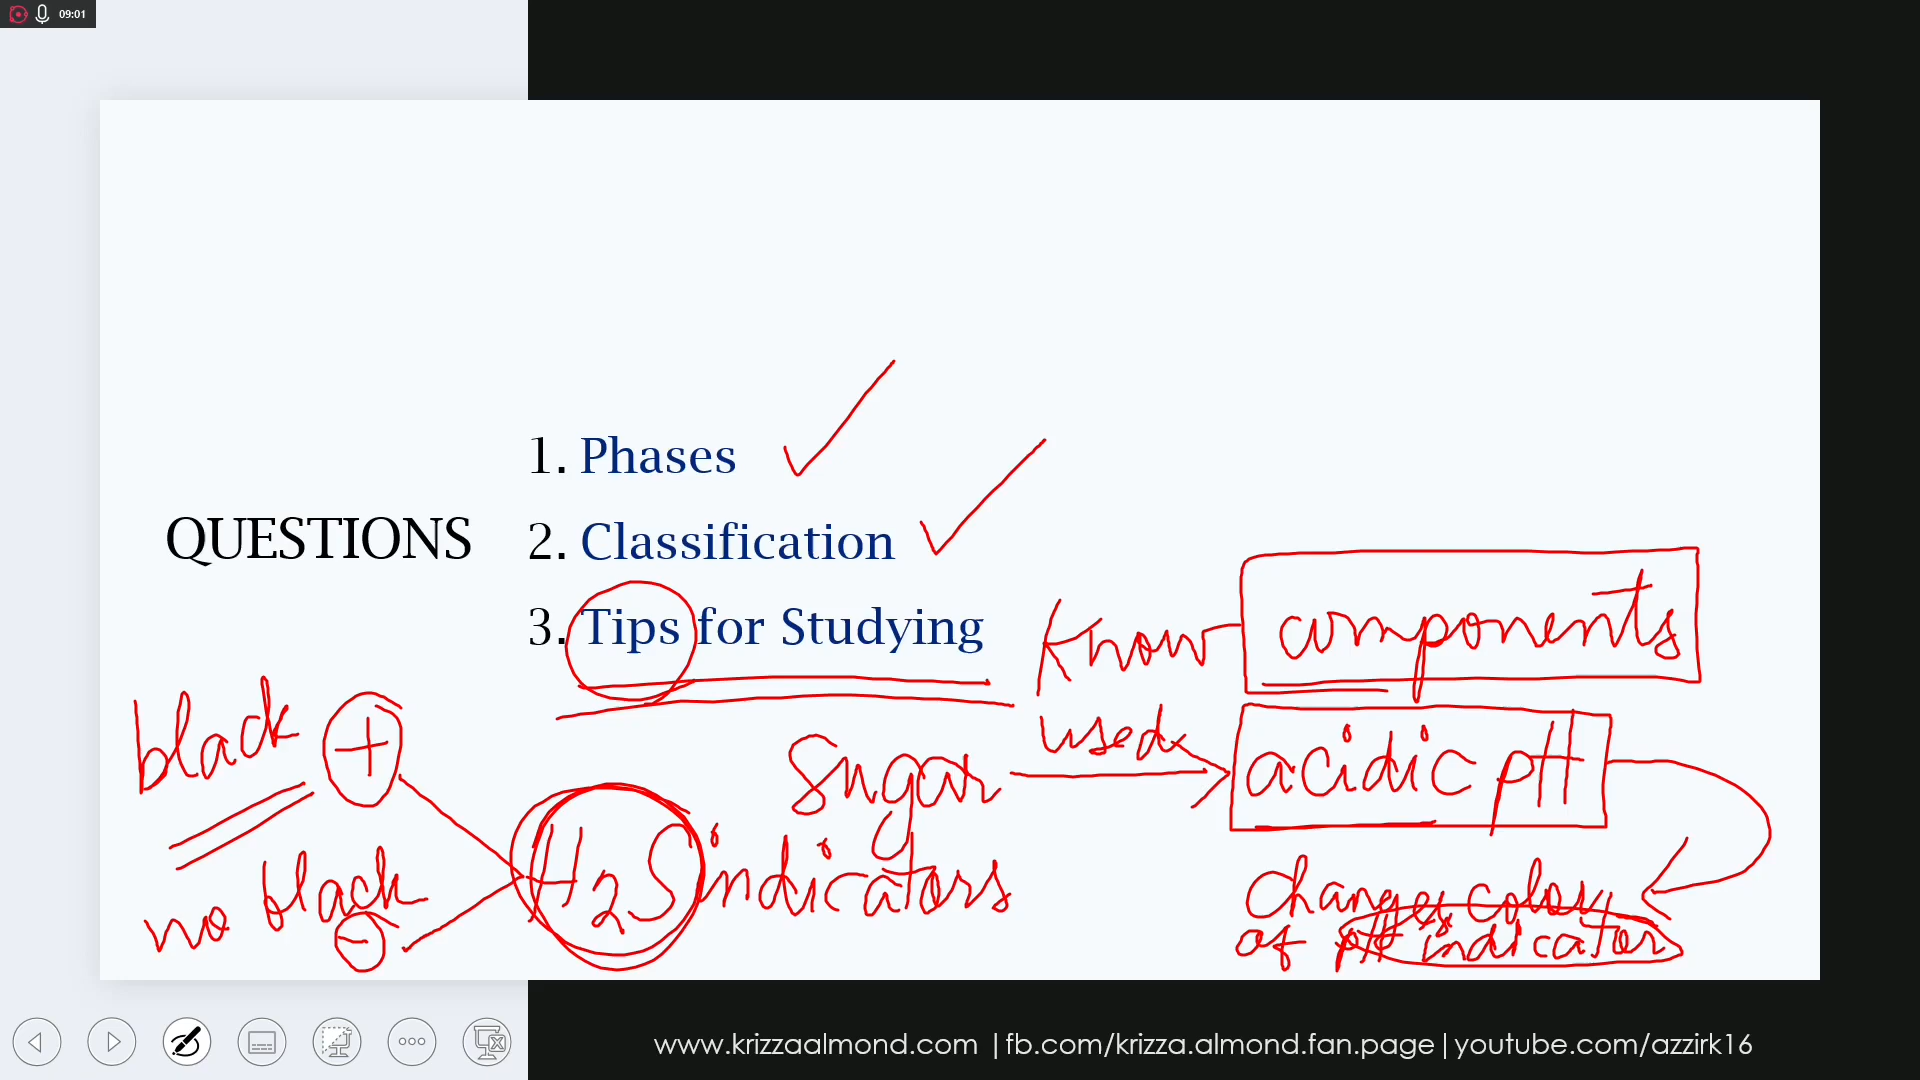 09:01
QUESTIONS
1. Phases
2. Classification
3. Tips for Studying
Know components
sugar used acidic pH
changes color
of pH indicator
black +
no black -
H2S indicators
www.krizzaalmond.com | fb.com/krizza.almond.fan.page | youtube.com/azzirk16